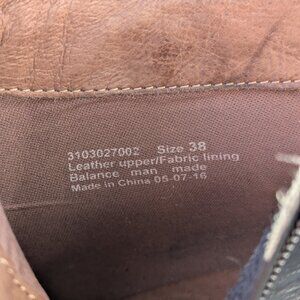 3103027002 Size 38
Leather upper/Fabric lining
Balance man made
Made in China 05-07-16